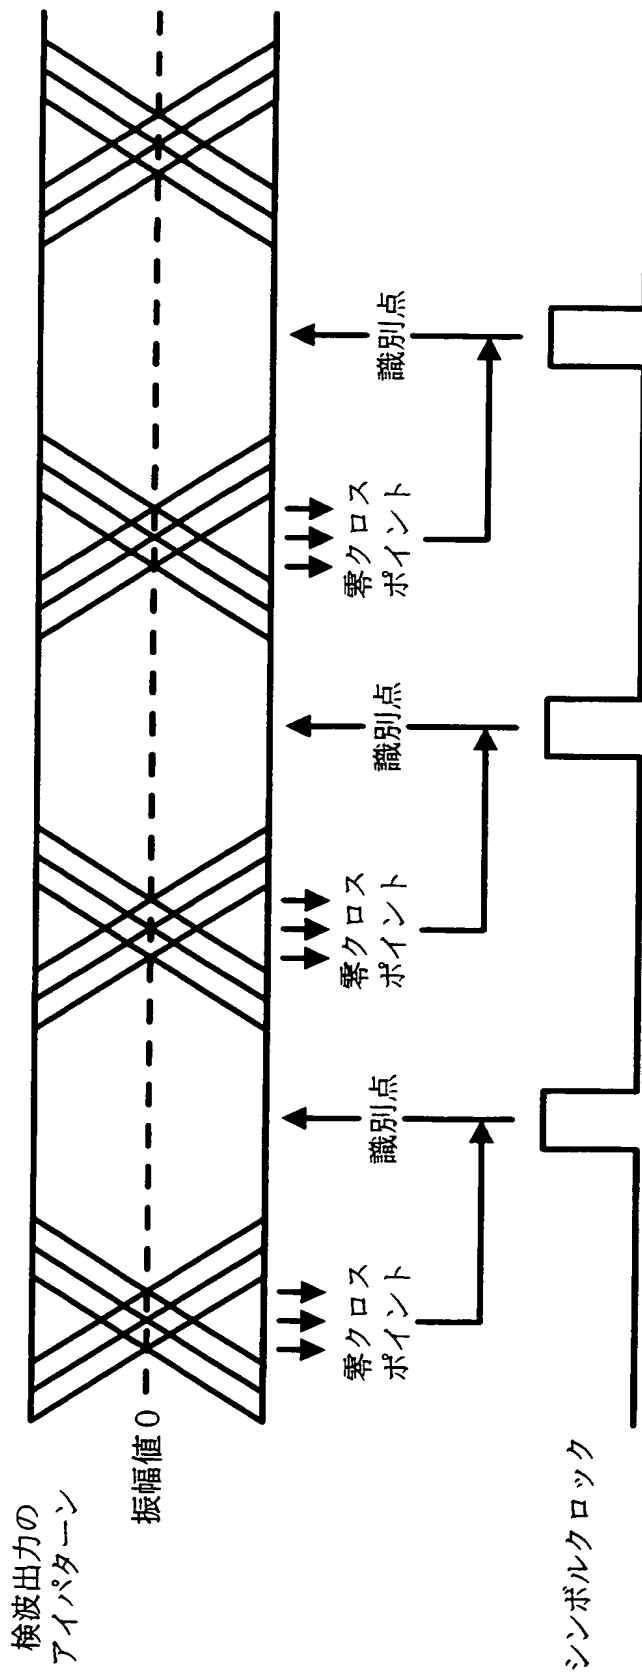 検波出力の
アイパターン
振幅値0
零クロス
ポイント
識別点
零クロス
ポイント
識別点
零クロス
ポイント
識別点
シンボルクロック